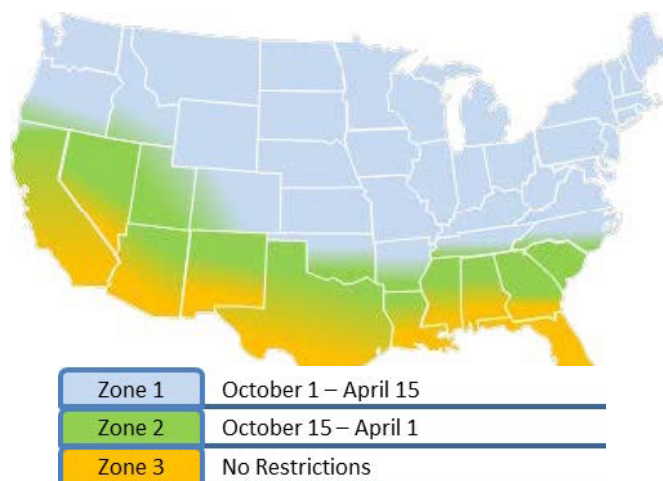 Zone 1 October 1 – April 15
Zone 2 October 15 – April 1
Zone 3 No Restrictions